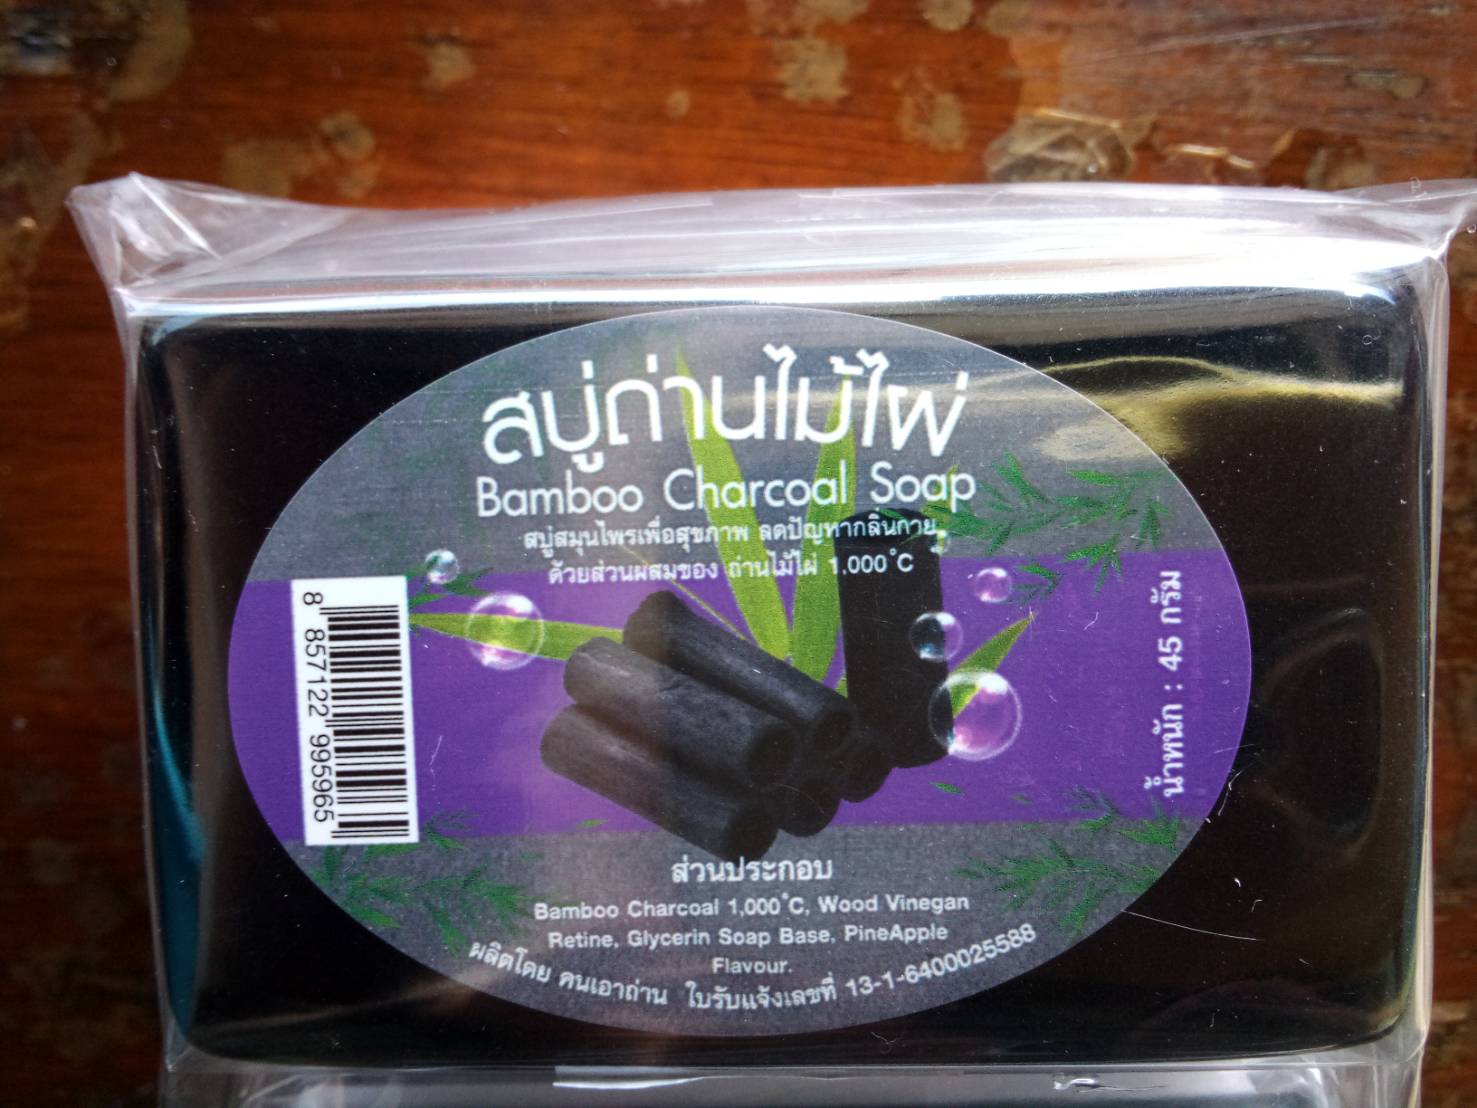 สบู่ถ่านไม้ไผ่
Bamboo Charcoal Soap
สบู่สมุนไพรเพื่อสุขภาพ ลดปัญหากลิ่นกาย
ด้วยส่วนผสมของ ถ่านไม้ไผ่ 1.000 ̊C
8 857122 995965
น้ำหนัก : 45 กรัม
ส่วนประกอบ
Bamboo Charcoal 1,000 ̊C, Wood Vinegan
Retine, Glycerin Soap Base, PineApple
Flavour.
ผลิตโดย คนเอาถ่าน ใบรับแจ้งเลขที่ 13-1-6400025588